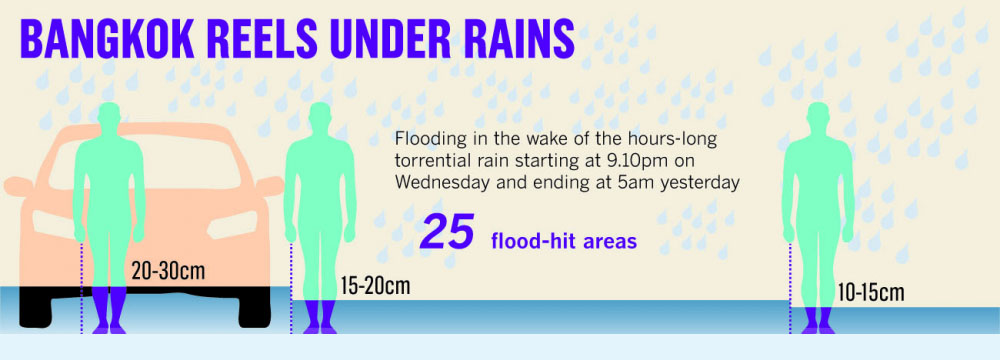 BANGKOK REELS UNDER RAINS
Flooding in the wake of the hours-long
torrential rain starting at 9.10pm on
Wednesday and ending at 5am yesterday
25 flood-hit areas
20-30cm
15-20cm
10-15cm